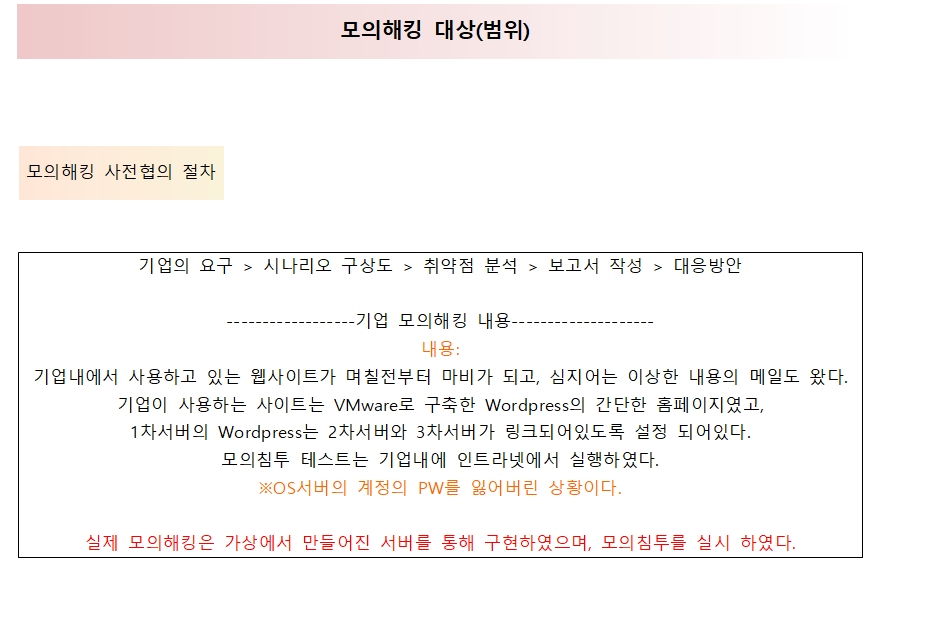 모의해킹 대상(범위)
모의해킹 사전협의 절차
기업의 요구 > 시나리오 구상도 > 취약점 분석 > 보고서 작성 > 대응방안
------------------기업 모의해킹 내용--------------------
내용:
기업내에서 사용하고 있는 웹사이트가 며칠전부터 마비가 되고, 심지어는 이상한 내용의 메일도 왔다.
기업이 사용하는 사이트는 VMware로 구축한 Wordpress의 간단한 홈페이지였고,
1차서버의 Wordpress는 2차서버와 3차서버가 링크되어있도록 설정 되어있다.
모의침투 테스트는 기업내에 인트라넷에서 실행하였다.
※OS서버의 계정의 PW를 잃어버린 상황이다.
실제 모의해킹은 가상에서 만들어진 서버를 통해 구현하였으며, 모의침투를 실시 하였다.